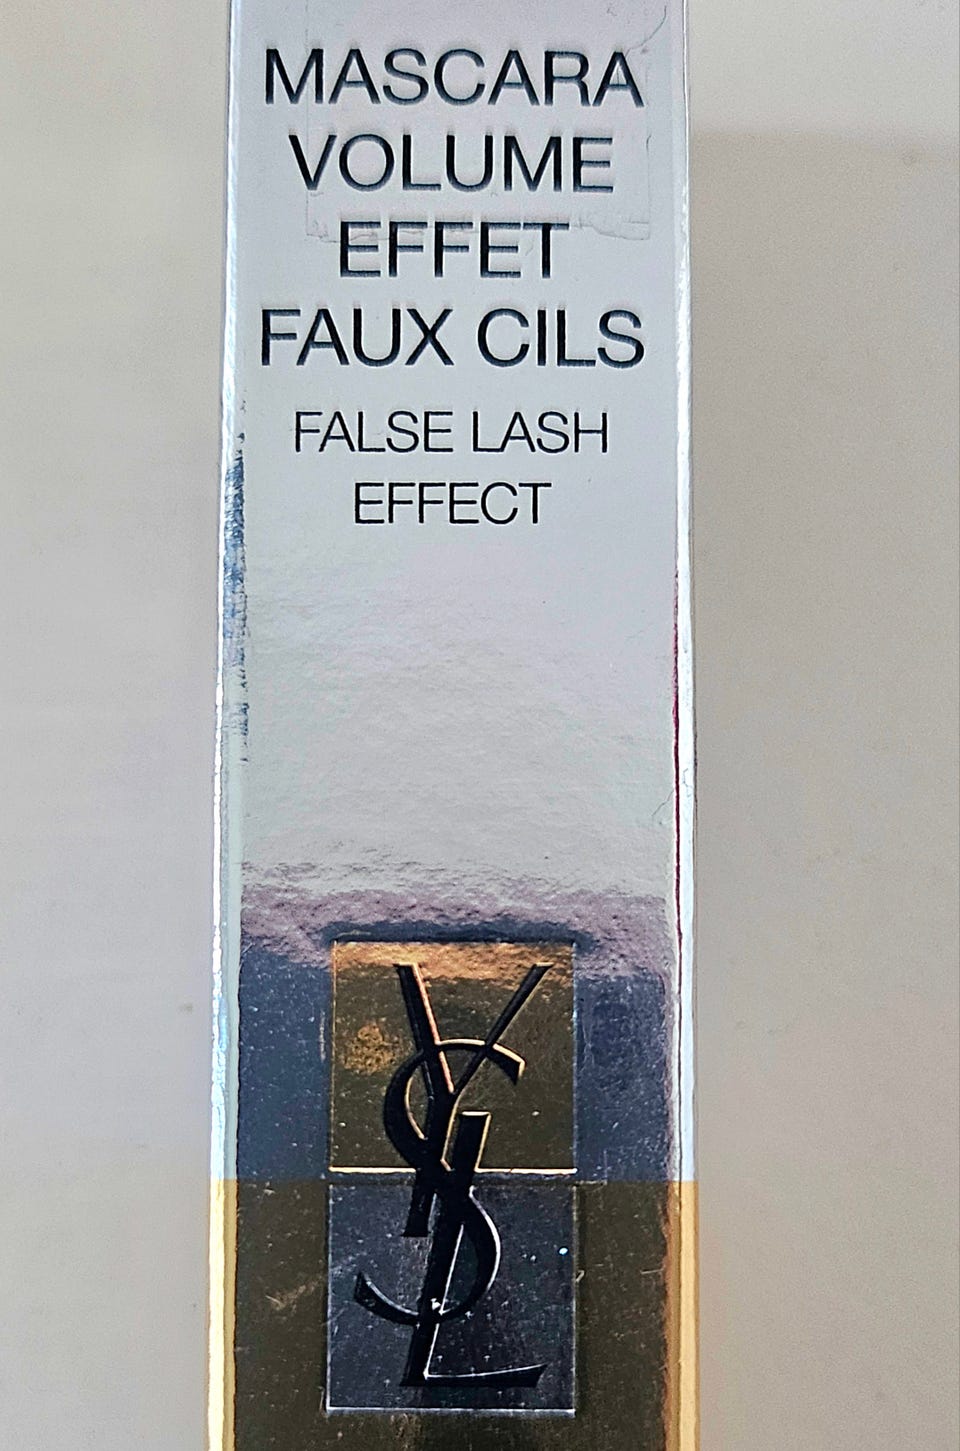 MASCARA
VOLUME
EFFET
FAUX CILS
FALSE LASH
EFFECT
YSL